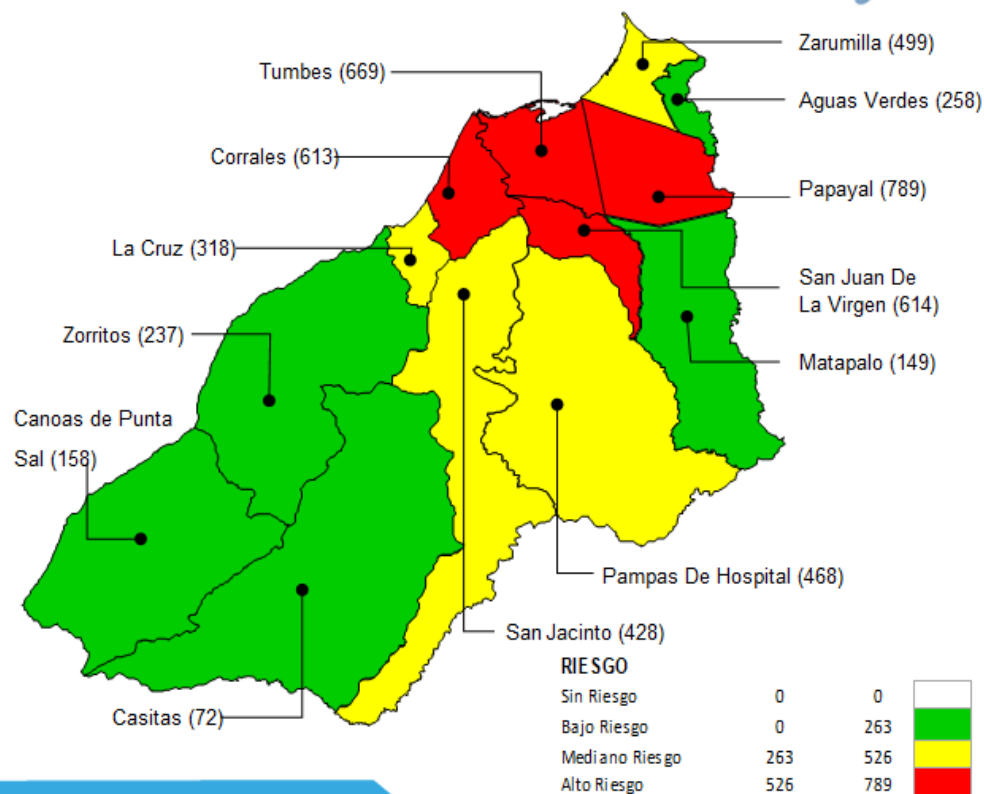 Zarumilla (499)
Tumbes (669)
Aguas Verdes (258)
Corrales (613)
Papayal (789)
La Cruz (318)
San Juan De
La Virgen (614)
Zorritos (237)
Matapalo (149)
Canoas de Punta
Sal (158)
Pampas De Hospital (468)
San Jacinto (428)
Casitas (72)
RIESGO
Sin Riesgo 0 0
Bajo Riesgo 0 263
Mediano Riesgo 263 526
Alto Riesgo 526 789